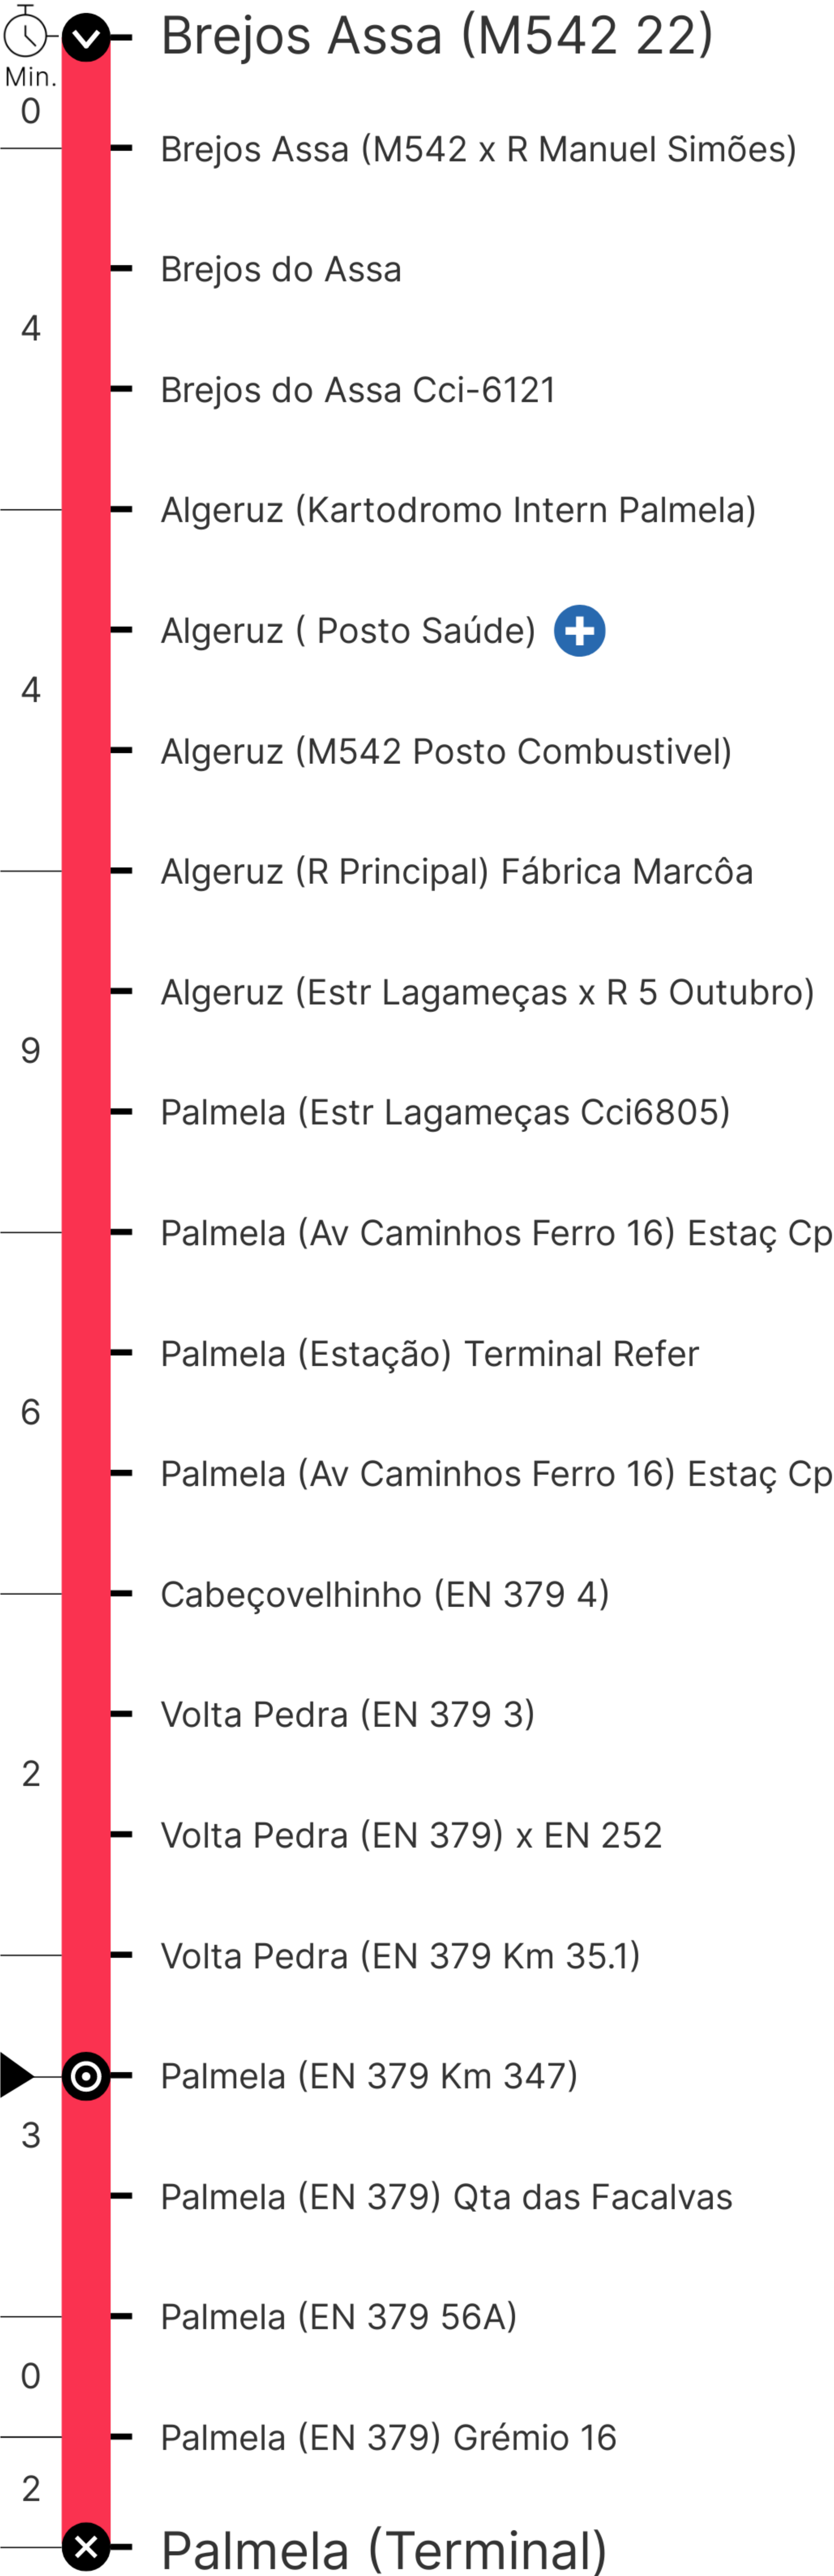 Brejos Assa (M542 22)
Min.
0
Brejos Assa (M542 x R Manuel Simões)
Brejos do Assa
4
Brejos do Assa Cci-6121
Algeruz (Kartodromo Intern Palmela)
Algeruz ( Posto Saúde)
4
Algeruz (M542 Posto Combustivel)
Algeruz (R Principal) Fábrica Marcôa
Algeruz (Estr Lagameças x R 5 Outubro)
9
Palmela (Estr Lagameças Cci6805)
Palmela (Av Caminhos Ferro 16) Estaç Cp
Palmela (Estação) Terminal Refer
6
Palmela (Av Caminhos Ferro 16) Estaç Cp
Cabeçovelhinho (EN 379 4)
Volta Pedra (EN 379 3)
2
Volta Pedra (EN 379) x EN 252
Volta Pedra (EN 379 Km 35.1)
Palmela (EN 379 Km 347)
3
Palmela (EN 379) Qta das Facalvas
Palmela (EN 379 56A)
0
Palmela (EN 379) Grémio 16
2
Palmela (Terminal)